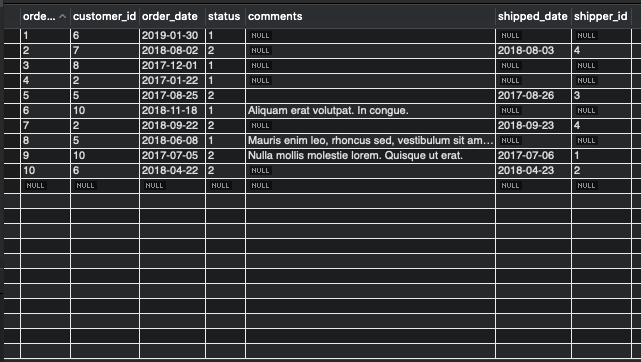 orde... customer_id order_date status comments shipped_date shipper_id
1 6 2019-01-30 1 NULL NULL NULL
2 7 2018-08-02 2 NULL 2018-08-03 4
3 8 2017-12-01 1 NULL NULL NULL
4 2 2017-01-22 1 NULL NULL NULL
5 5 2017-08-25 2 2017-08-26 3
6 10 2018-11-18 1 Aliquam erat volutpat. In congue. NULL NULL
7 2 2018-09-22 2 NULL 2018-09-23 4
8 5 2018-06-08 1 Mauris enim leo, rhoncus sed, vestibulum sit am... NULL NULL
9 10 2017-07-05 2 Nulla mollis molestie lorem. Quisque ut erat. 2017-07-06 1
10 6 2018-04-22 2 NULL 2018-04-23 2
NULL NULL NULL NULL NULL NULL NULL